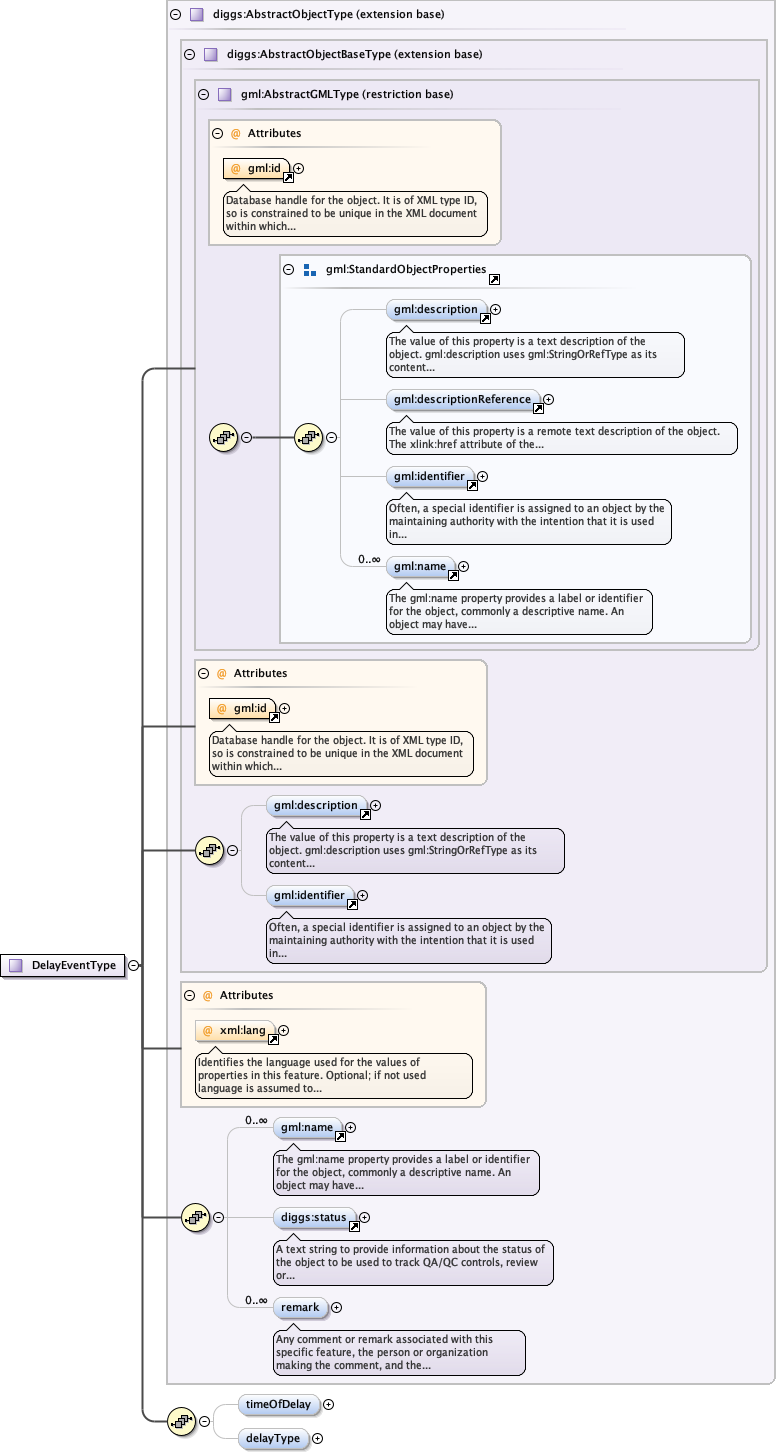 diggs:AbstractObjectType (extension base)
diggs:AbstractObjectBaseType (extension base)
gml:AbstractGMLType (restriction base)
@ Attributes
@ gml:id
Database handle for the object. It is of XML type ID,
so is constrained to be unique in the XML document
within which...
gml:StandardObjectProperties
gml:description
The value of this property is a text description of the
object. gml:description uses gml:StringOrRefType as its
content...
gml:descriptionReference
The value of this property is a remote text description of the object.
The xlink:href attribute of the...
gml:identifier
Often, a special identifier is assigned to an object by the
maintaining authority with the intention that it is used
in...
0..∞
gml:name
The gml:name property provides a label or identifier
for the object, commonly a descriptive name. An
object may have...
@ Attributes
@ gml:id
Database handle for the object. It is of XML type ID,
so is constrained to be unique in the XML document
within which...
gml:description
The value of this property is a text description of the
object. gml:description uses gml:StringOrRefType as its
content...
gml:identifier
Often, a special identifier is assigned to an object by the
maintaining authority with the intention that it is used
in...
DelayEventType
@ Attributes
@ xml:lang
Identifies the language used for the values of
properties in this feature. Optional; if not used
language is assumed to...
0..∞
gml:name
The gml:name property provides a label or identifier
for the object, commonly a descriptive name. An
object may have...
diggs:status
A text string to provide information about the status of
the object to be used to track QA/QC controls, review
or...
0..∞
remark
Any comment or remark associated with this
specific feature, the person or organization
making the comment, and the...
timeOfDelay
delayType